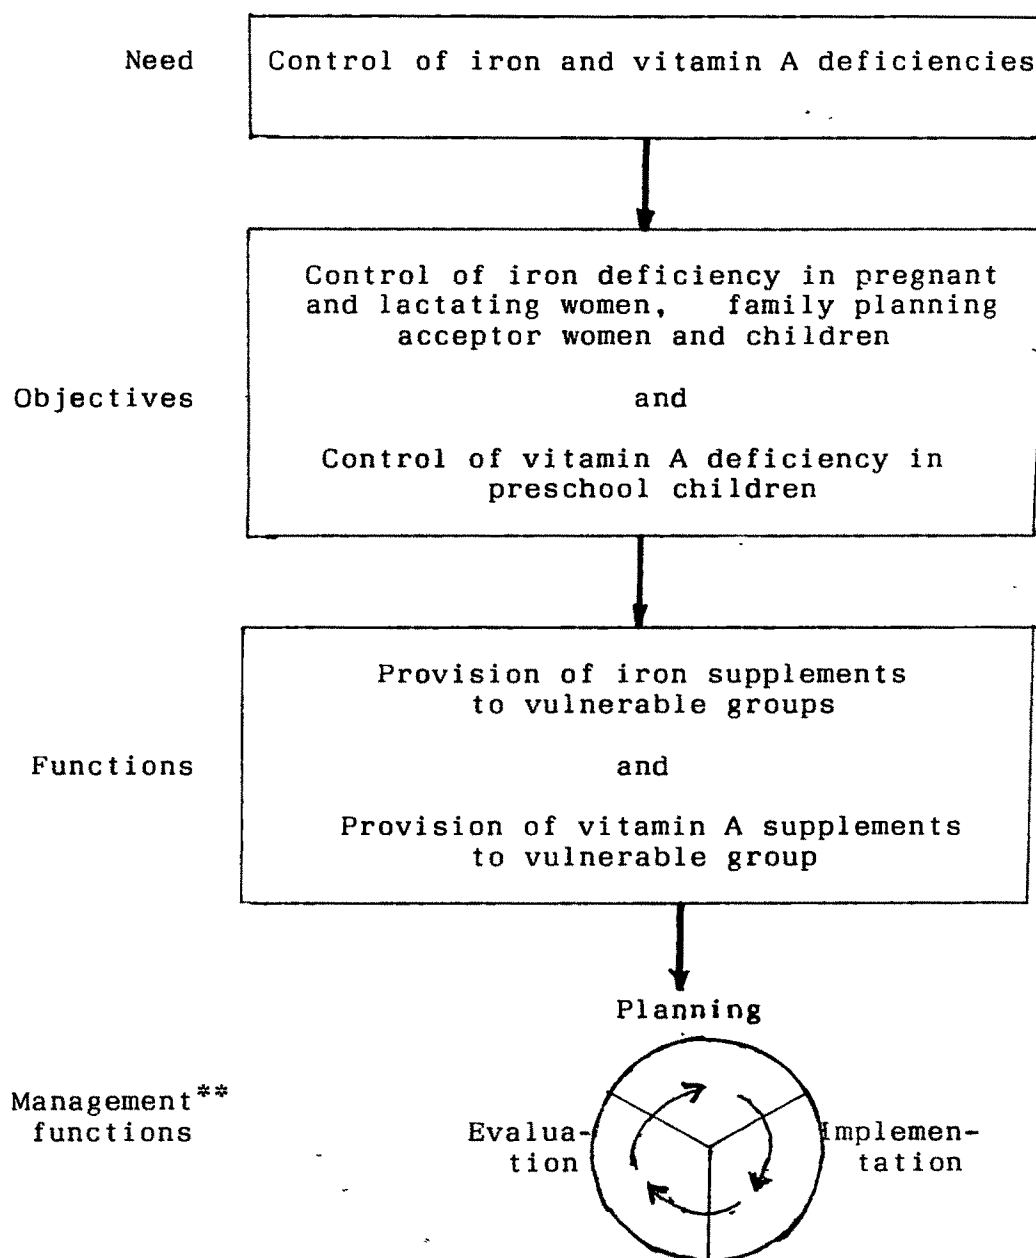 Need
Control of iron and vitamin A deficiencies
Control of iron deficiency in pregnant
and lactating women, family planning
acceptor women and children
Objectives
and
Control of vitamin A deficiency in
preschool children
Provision of iron supplements
to vulnerable groups
Functions
and
Provision of vitamin A supplements
to vulnerable group
Planning
Management**
functions
Evalua-
tion
Implemen-
tation